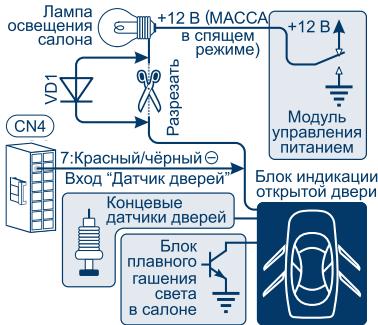 Лампа
освещения
салона
+12 В (МАССА
в спящем
режиме)
+12 В
Модуль
управления
питанием
VD1
Разрезать
CN4
7:Красный/чёрный ⊖
Вход “Датчик дверей”
Блок индикации
открытой двери
Концевые
датчики дверей
Блок
плавного
гашения
света
в салоне